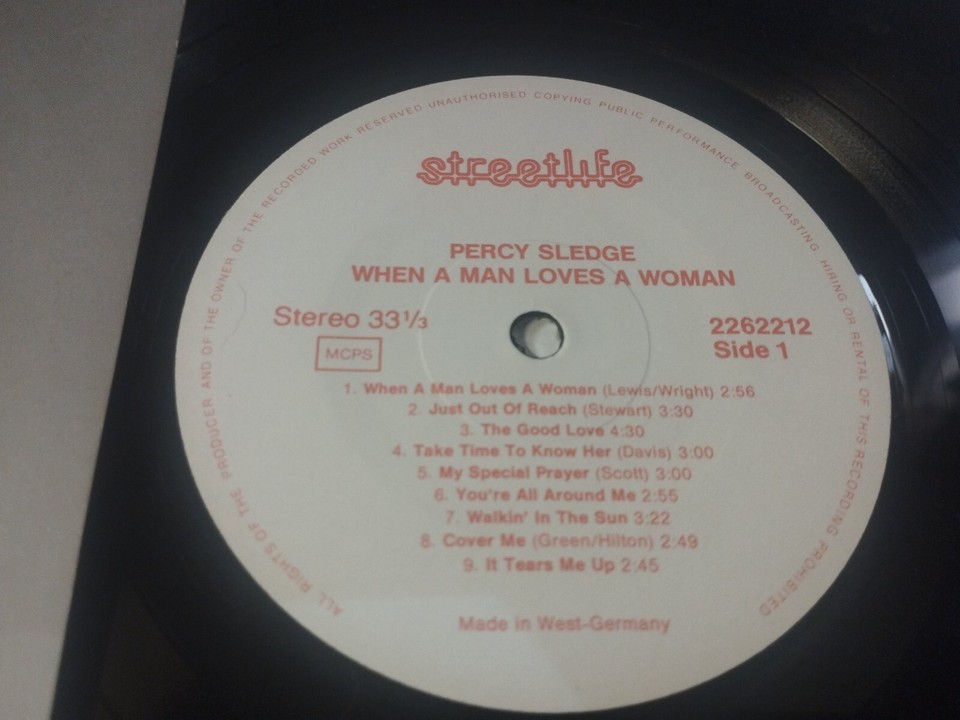 ALL RIGHTS OF THE PRODUCER AND OF THE OWNER OF THE RECORDED WORK RESERVED UNAUTHORISED COPYING PUBLIC PERFORMANCE BROADCASTING HIRING OR RENTAL OF THIS RECORDING PROHIBITED
streetlife
PERCY SLEDGE
WHEN A MAN LOVES A WOMAN
Stereo 33 1/3
MCPS
2262212
Side 1
1. When A Man Loves A Woman (Lewis/Wright) 2:56
2. Just Out Of Reach (Stewart) 3:30
3. The Good Love 4:30
4. Take Time To Know Her (Davis) 3:00
5. My Special Prayer (Scott) 3:00
6. You're All Around Me 2:55
7. Walkin' In The Sun 3:22
8. Cover Me (Green/Hilton) 2:49
9. It Tears Me Up 2:45
Made in West-Germany